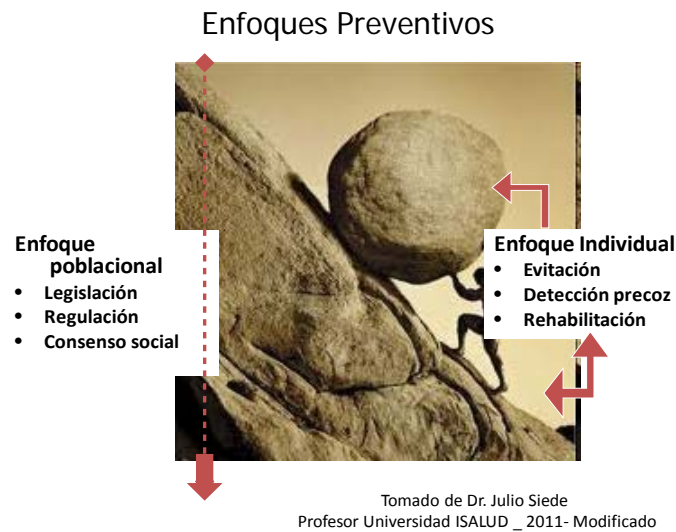 Enfoques Preventivos
Enfoque
poblacional
• Legislación
• Regulación
• Consenso social
Enfoque Individual
• Evitación
• Detección precoz
• Rehabilitación
Tomado de Dr. Julio Siede
Profesor Universidad ISALUD _ 2011- Modificado